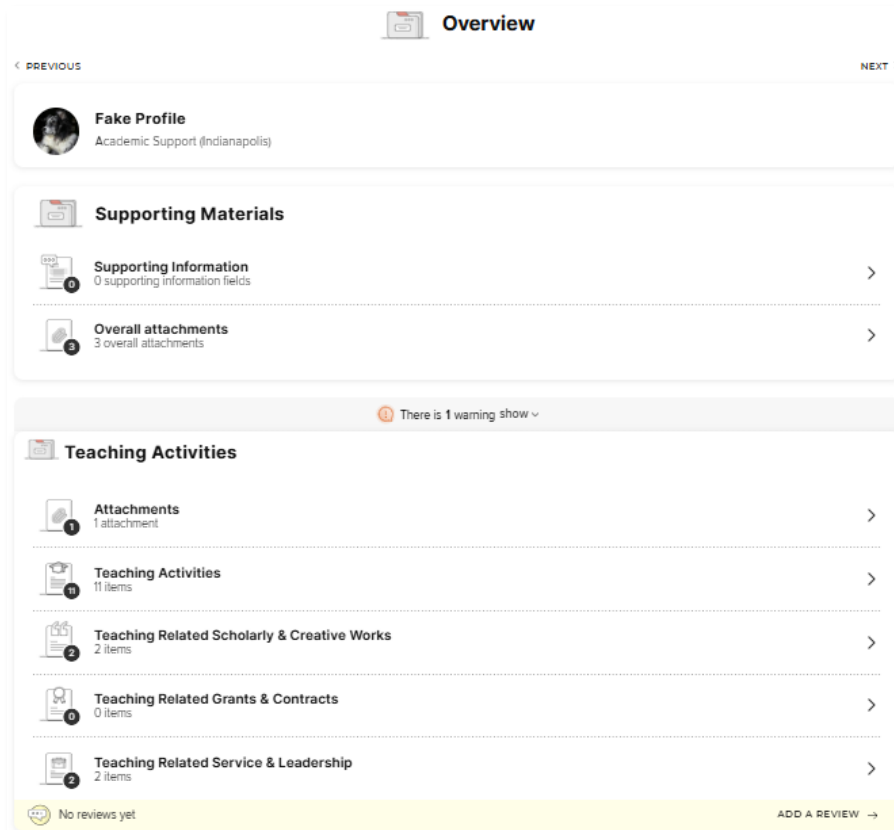 Overview
PREVIOUS
NEXT
Fake Profile
Academic Support (Indianapolis)
Supporting Materials
Supporting Information
0 supporting information fields
0
Overall attachments
3 overall attachments
3
There is 1 warning show
Teaching Activities
Attachments
1 attachment
1
Teaching Activities
11 items
11
Teaching Related Scholarly & Creative Works
2 items
2
Teaching Related Grants & Contracts
0 items
0
Teaching Related Service & Leadership
2 items
2
No reviews yet
ADD A REVIEW →